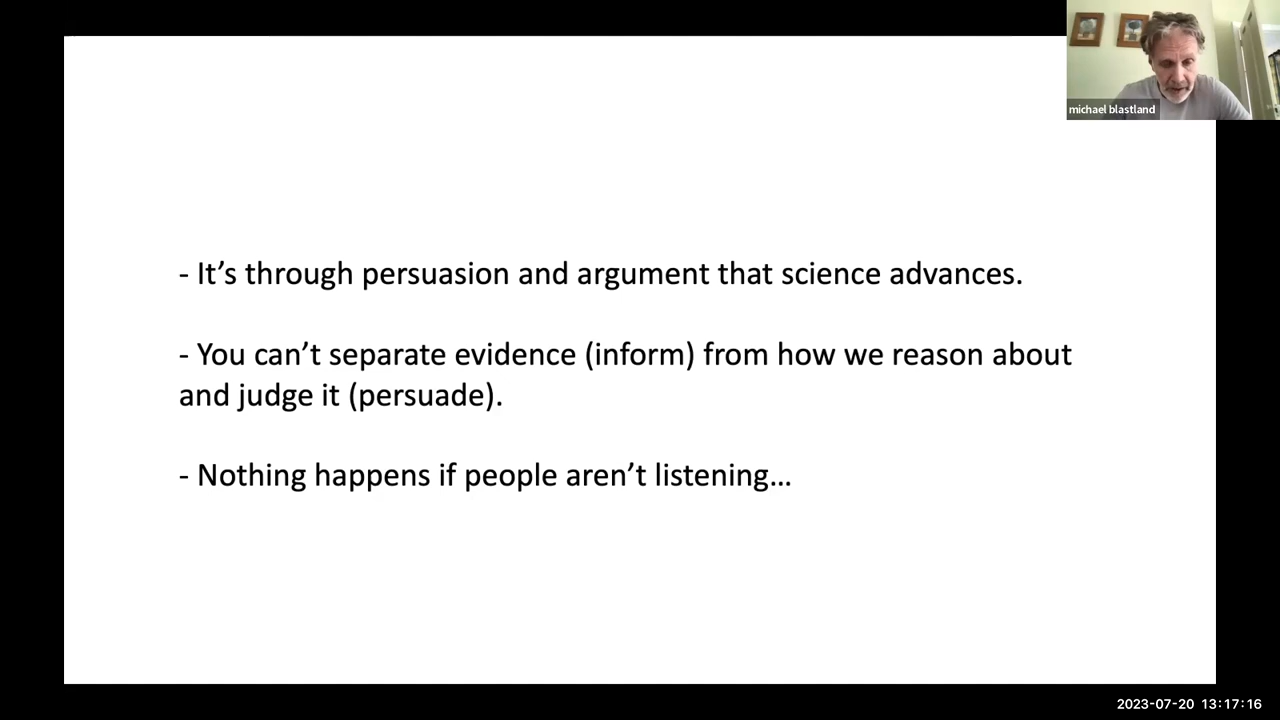 michael blastland
- It’s through persuasion and argument that science advances.
- You can’t separate evidence (inform) from how we reason about
and judge it (persuade).
- Nothing happens if people aren’t listening…
2023-07-20 13:17:16